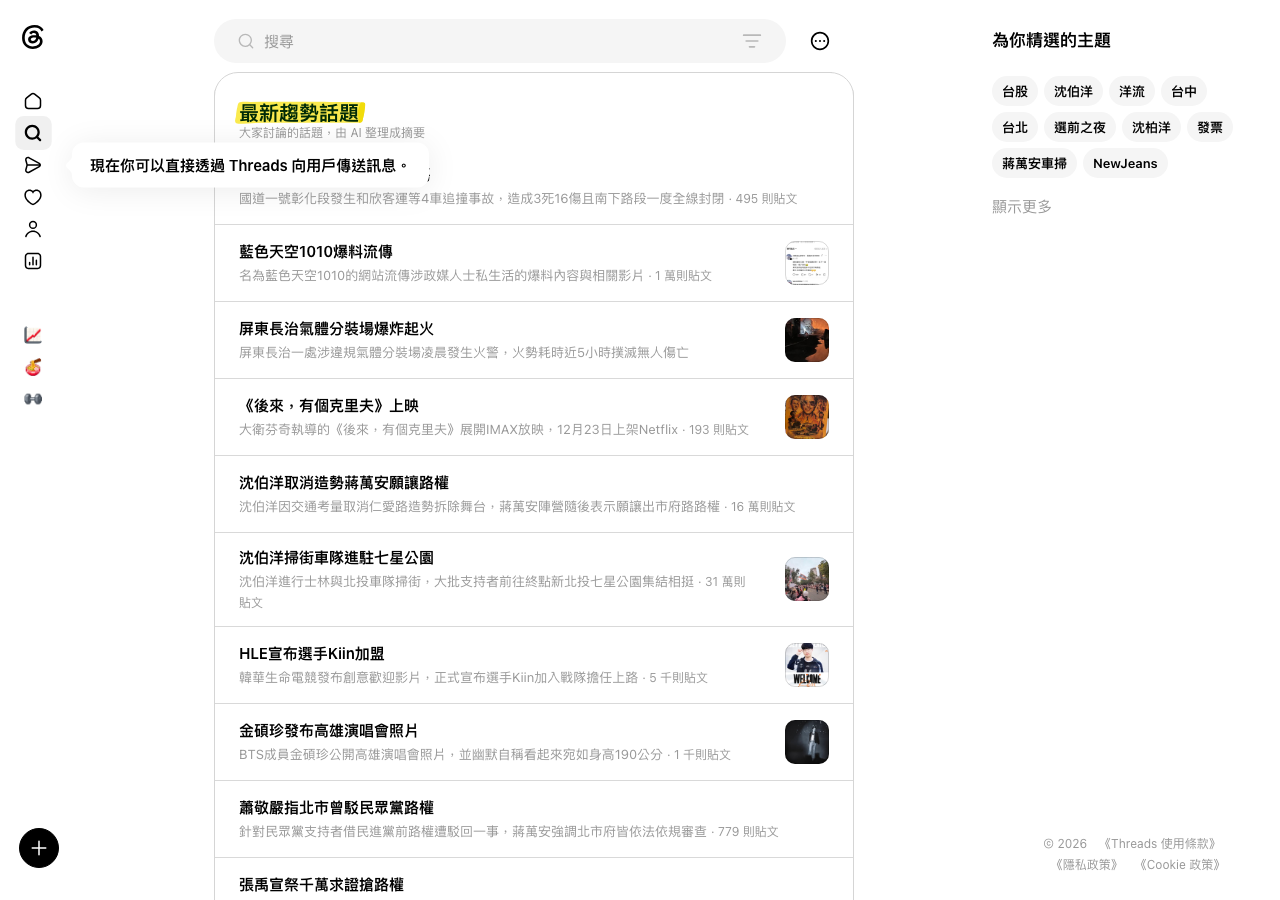 搜尋
最新趨勢話題
大家討論的話題，由 AI 整理成摘要
現在你可以直接透過 Threads 向用戶傳送訊息。
國道一號彰化段發生和欣客運等4車追撞事故，造成3死16傷且南下路段一度全線封閉 · 495 則貼文
藍色天空1010爆料流傳
名為藍色天空1010的網站流傳涉政媒人士私生活的爆料內容與相關影片 · 1 萬則貼文
屏東長治氣體分裝場爆炸起火
屏東長治一處涉違規氣體分裝場凌晨發生火警，火勢耗時近5小時撲滅無人傷亡
《後來，有個克里夫》上映
大衛芬奇執導的《後來，有個克里夫》展開IMAX放映，12月23日上架Netflix · 193 則貼文
沈伯洋取消造勢蔣萬安願讓路權
沈伯洋因交通考量取消仁愛路造勢拆除舞台，蔣萬安陣營隨後表示願讓出市府路路權 · 16 萬則貼文
沈伯洋掃街車隊進駐七星公園
沈伯洋進行士林與北投車隊掃街，大批支持者前往終點新北投七星公園集結相挺 · 31 萬則
貼文
HLE宣布選手Kiin加盟
韓華生命電競發布創意歡迎影片，正式宣布選手Kiin加入戰隊擔任上路 · 5 千則貼文
WELCOME
金碩珍發布高雄演唱會照片
BTS成員金碩珍公開高雄演唱會照片，並幽默自稱看起來宛如身高190公分 · 1 千則貼文
蕭敬嚴指北市曾駁民眾黨路權
針對民眾黨支持者借民進黨前路權遭駁回一事，蔣萬安強調北市府皆依法依規審查 · 779 則貼文
張禹宣祭千萬求證搶路權
為你精選的主題
台股 沈伯洋 洋流 台中
台北 選前之夜 沈柏洋 發票
蔣萬安車掃 NewJeans
顯示更多
© 2026 《Threads 使用條款》
《隱私政策》 《Cookie 政策》